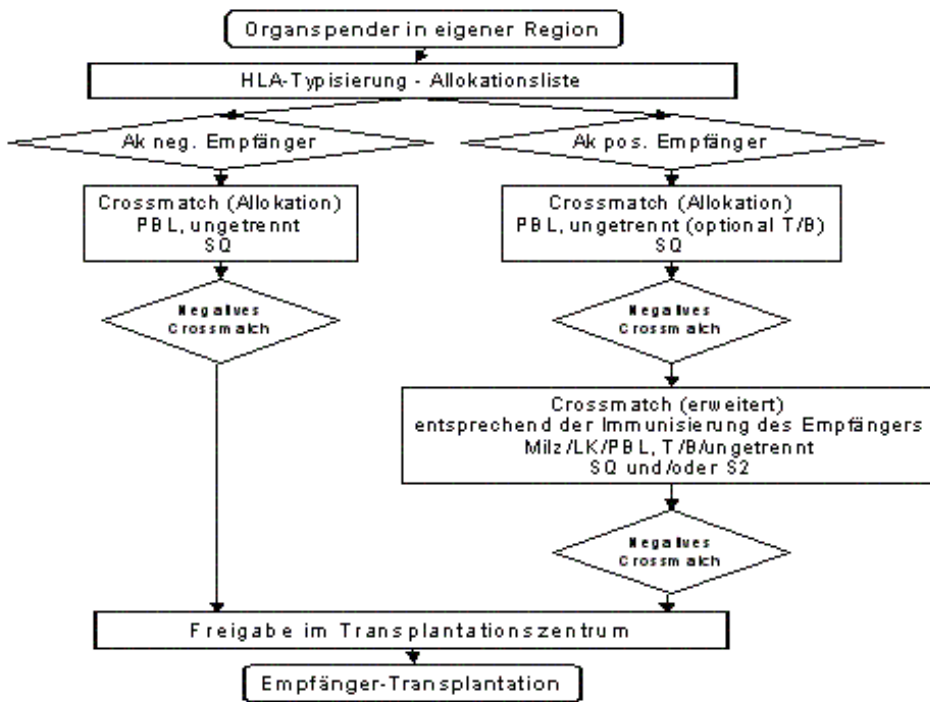 Organspender in eigener Region
HLA-Typisierung - Allokationsliste
Ak neg. Empfänger
Ak pos. Empfänger
Crossmatch (Allokation)
PBL, ungetrennt
SQ
Crossmatch (Allokation)
PBL, ungetrennt (optional T/B)
SQ
Negatives
Crossmatch
Negatives
Crossmatch
Crossmatch (erweitert)
entsprechend der Immunisierung des Empfängers
Milz/LK/PBL, T/B/ungetrennt
SQ und/oder S2
Negatives
Crossmatch
Freigabe im Transplantationszentrum
Empfänger-Transplantation